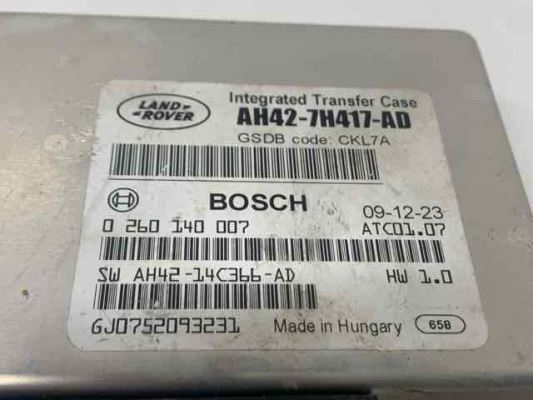 LAND
ROVER
Integrated Transfer Case
AH42-7H417-AD
GSDB code: CKL7A
BOSCH
09-12-23
0 260 140 007
ATC01.07
SW AH42-14C366-AD
HW 1.0
GJ0752093231
Made in Hungary
658